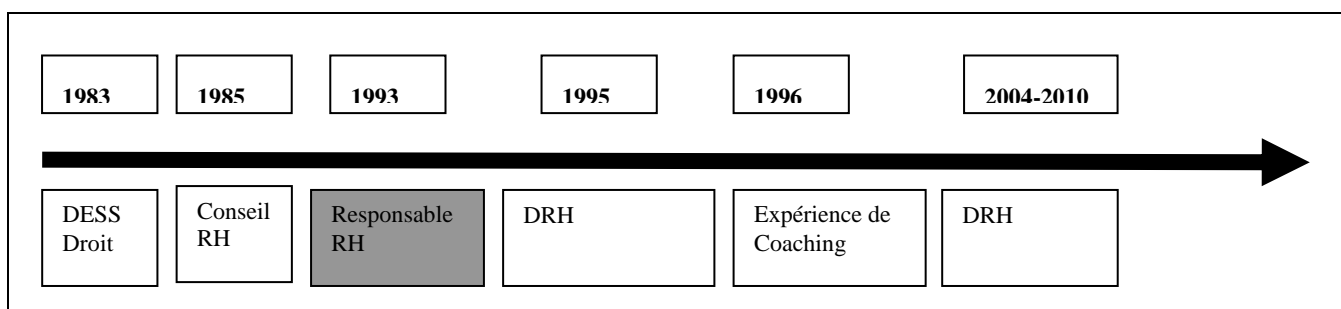 1983 1985 1993 1995 1996 2004-2010
DESS
Droit
Conseil
RH
Responsable
RH
DRH
Expérience de
Coaching
DRH